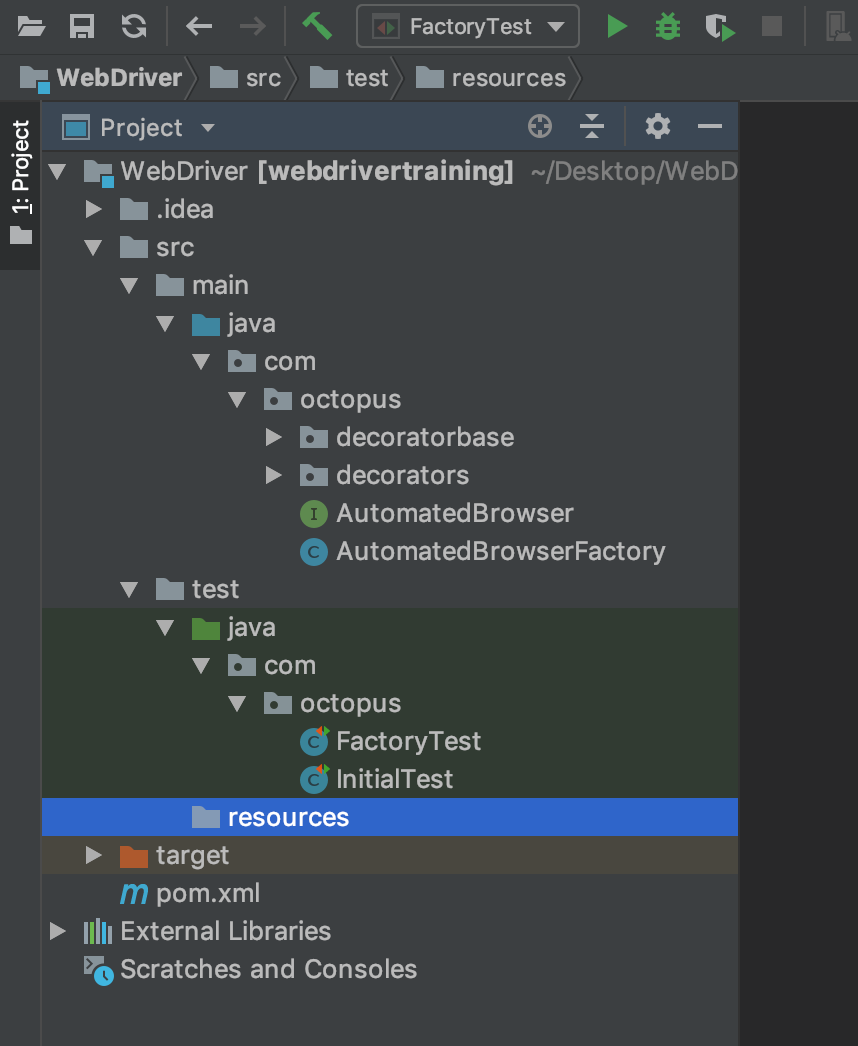 FactoryTest
WebDriver src test resources
1: Project
Project
WebDriver [webdrivertraining] ~/Desktop/WebD
.idea
src
main
java
com
octopus
decoratorbase
decorators
I AutomatedBrowser
C AutomatedBrowserFactory
test
java
com
octopus
C FactoryTest
C InitialTest
resources
target
m pom.xml
External Libraries
Scratches and Consoles